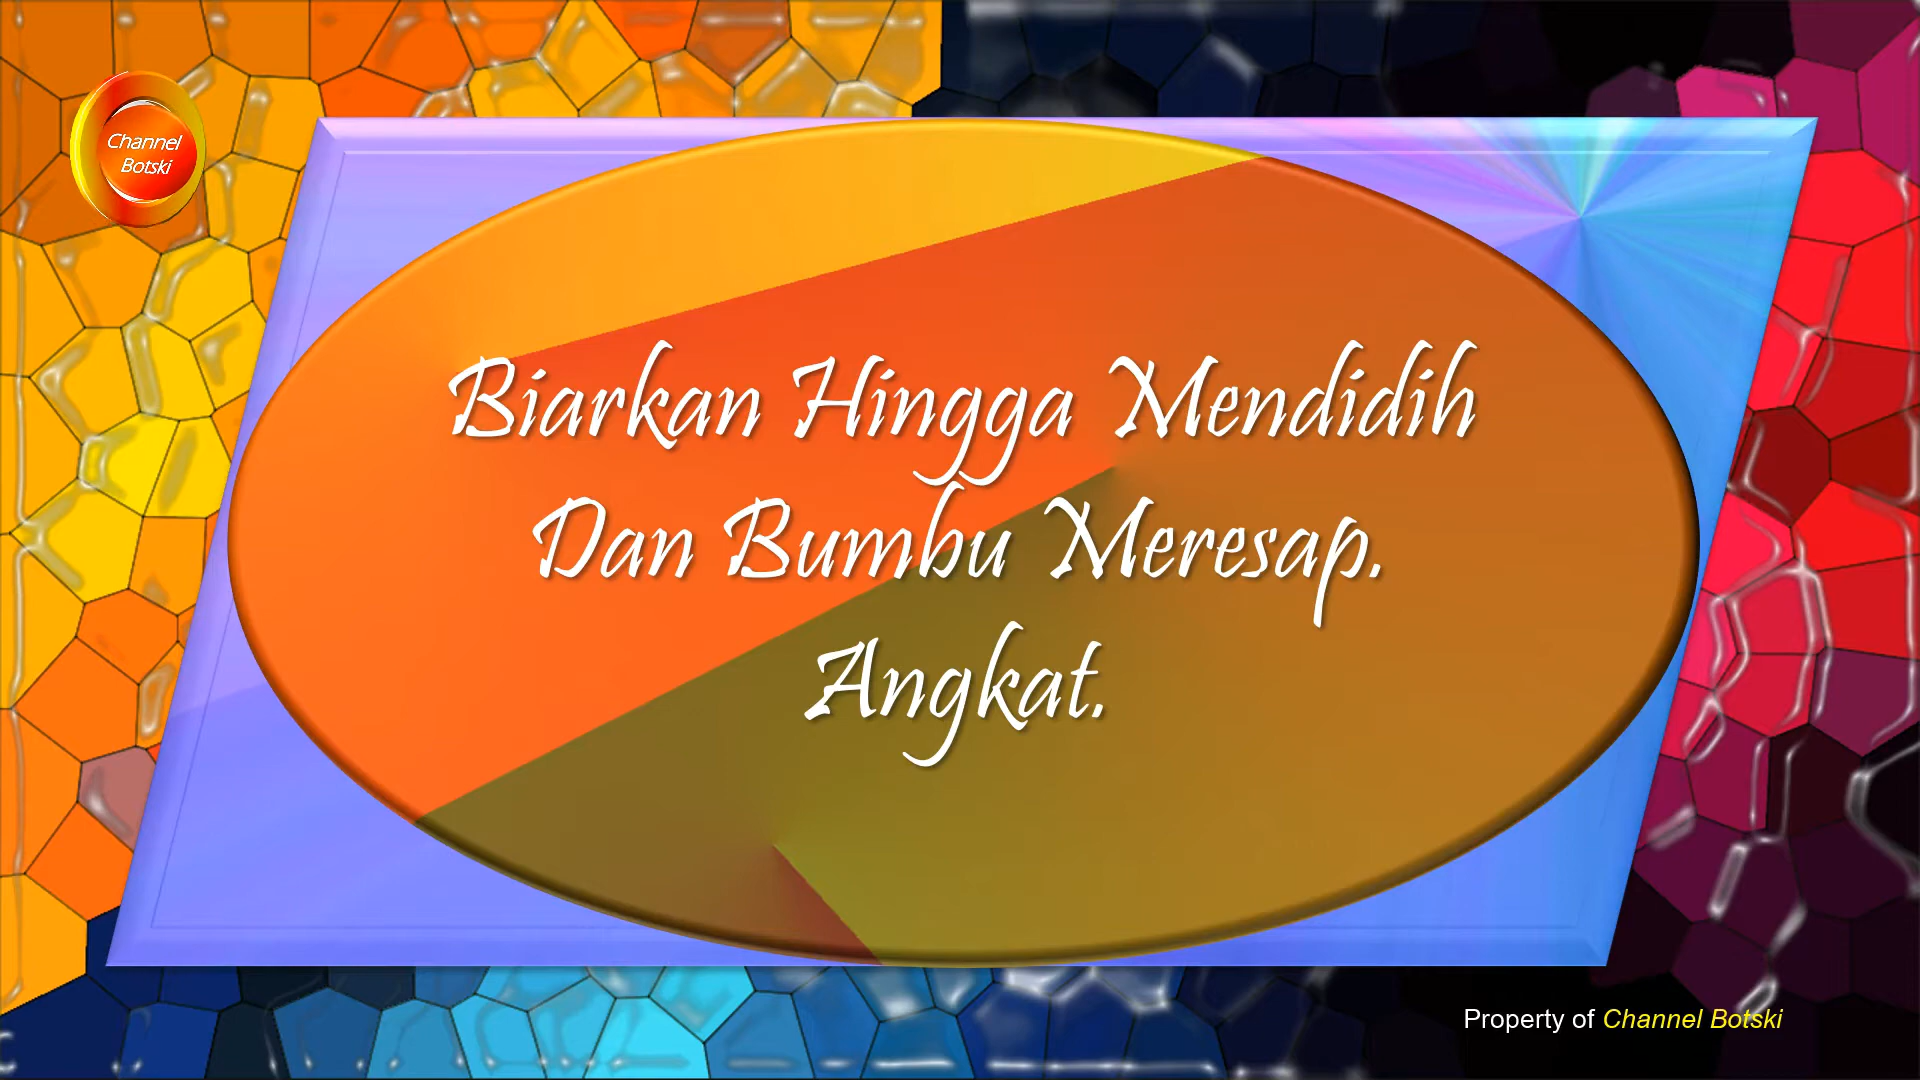 Channel
Botski
Biarkan Hingga Mendidih
Dan Bumbu Meresap.
Angkat.
Property of Channel Botski